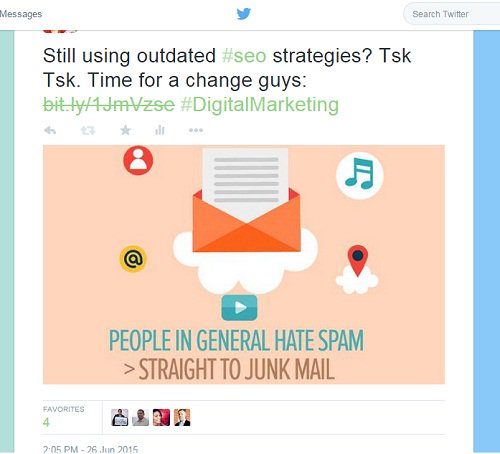 Messages
Search Twitter
Still using outdated #seo strategies? Tsk
Tsk. Time for a change guys:
bit.ly/1JmVzse #DigitalMarketing
@
PEOPLE IN GENERAL HATE SPAM
> STRAIGHT TO JUNK MAIL
FAVORITES
4
2:05 PM - 26 Jun 2015